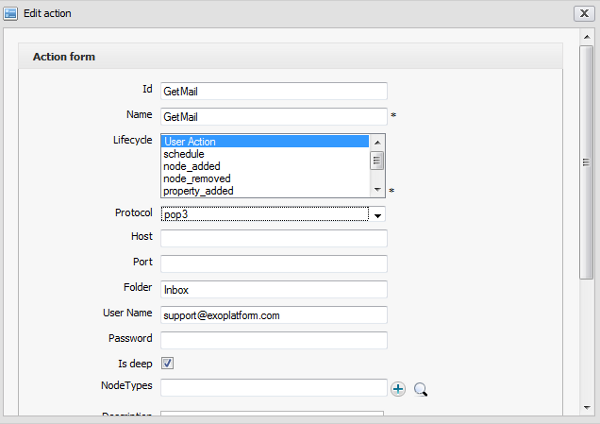 Edit action
Action form
Id GetMail
Name GetMail *
Lifecycle User Action
schedule
node_added
node_removed
property_added *
Protocol pop3
Host
Port
Folder Inbox
User Name support@exoplatform.com
Password
Is deep
NodeTypes
Description